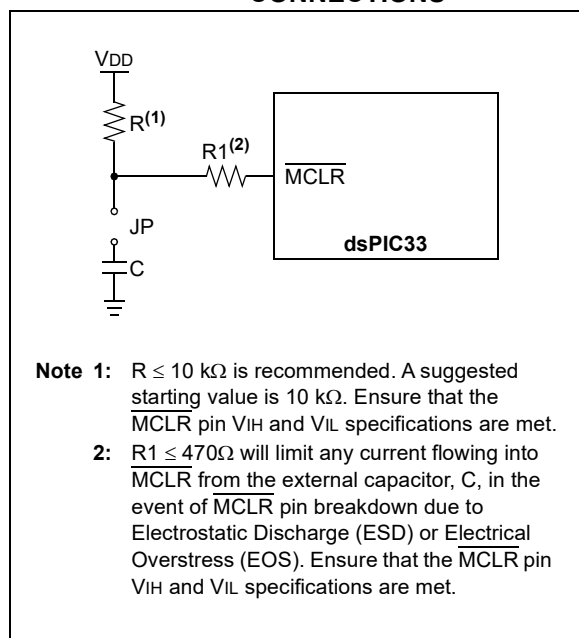 CONNECTIONS
VDD
R(1)
R1(2)
MCLR
JP
dsPIC33
C
Note 1: R ≤ 10 kΩ is recommended. A suggested
starting value is 10 kΩ. Ensure that the
MCLR pin VIH and VIL specifications are met.
2: R1 ≤ 470Ω will limit any current flowing into
MCLR from the external capacitor, C, in the
event of MCLR pin breakdown due to
Electrostatic Discharge (ESD) or Electrical
Overstress (EOS). Ensure that the MCLR pin
VIH and VIL specifications are met.